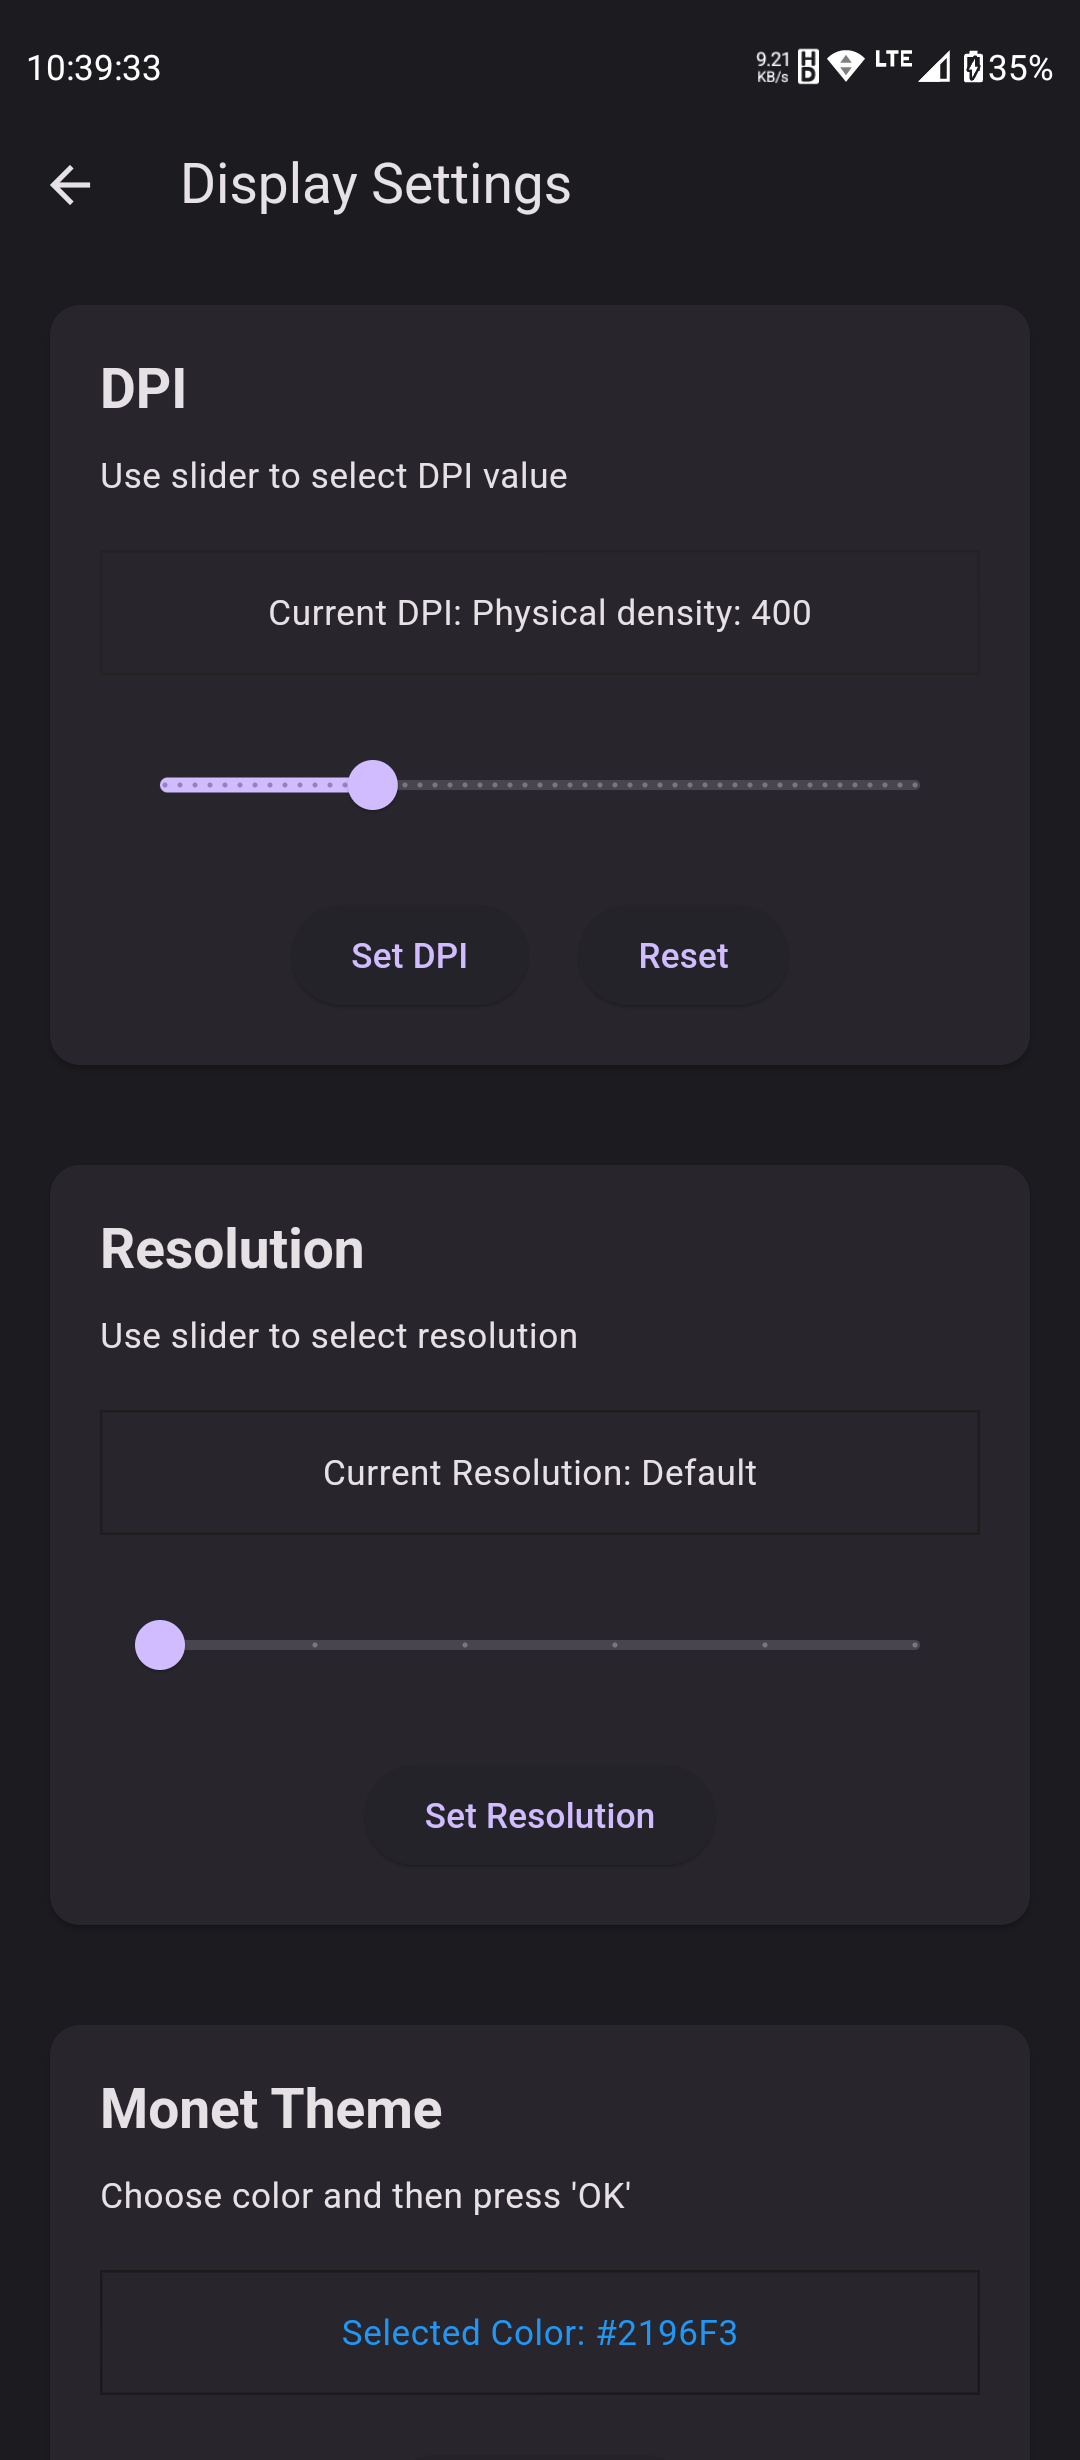 10:39:33
9.21
KB/s
HD
LTE
35%
Display Settings
DPI
Use slider to select DPI value
Current DPI: Physical density: 400
Set DPI
Reset
Resolution
Use slider to select resolution
Current Resolution: Default
Set Resolution
Monet Theme
Choose color and then press 'OK'
Selected Color: #2196F3